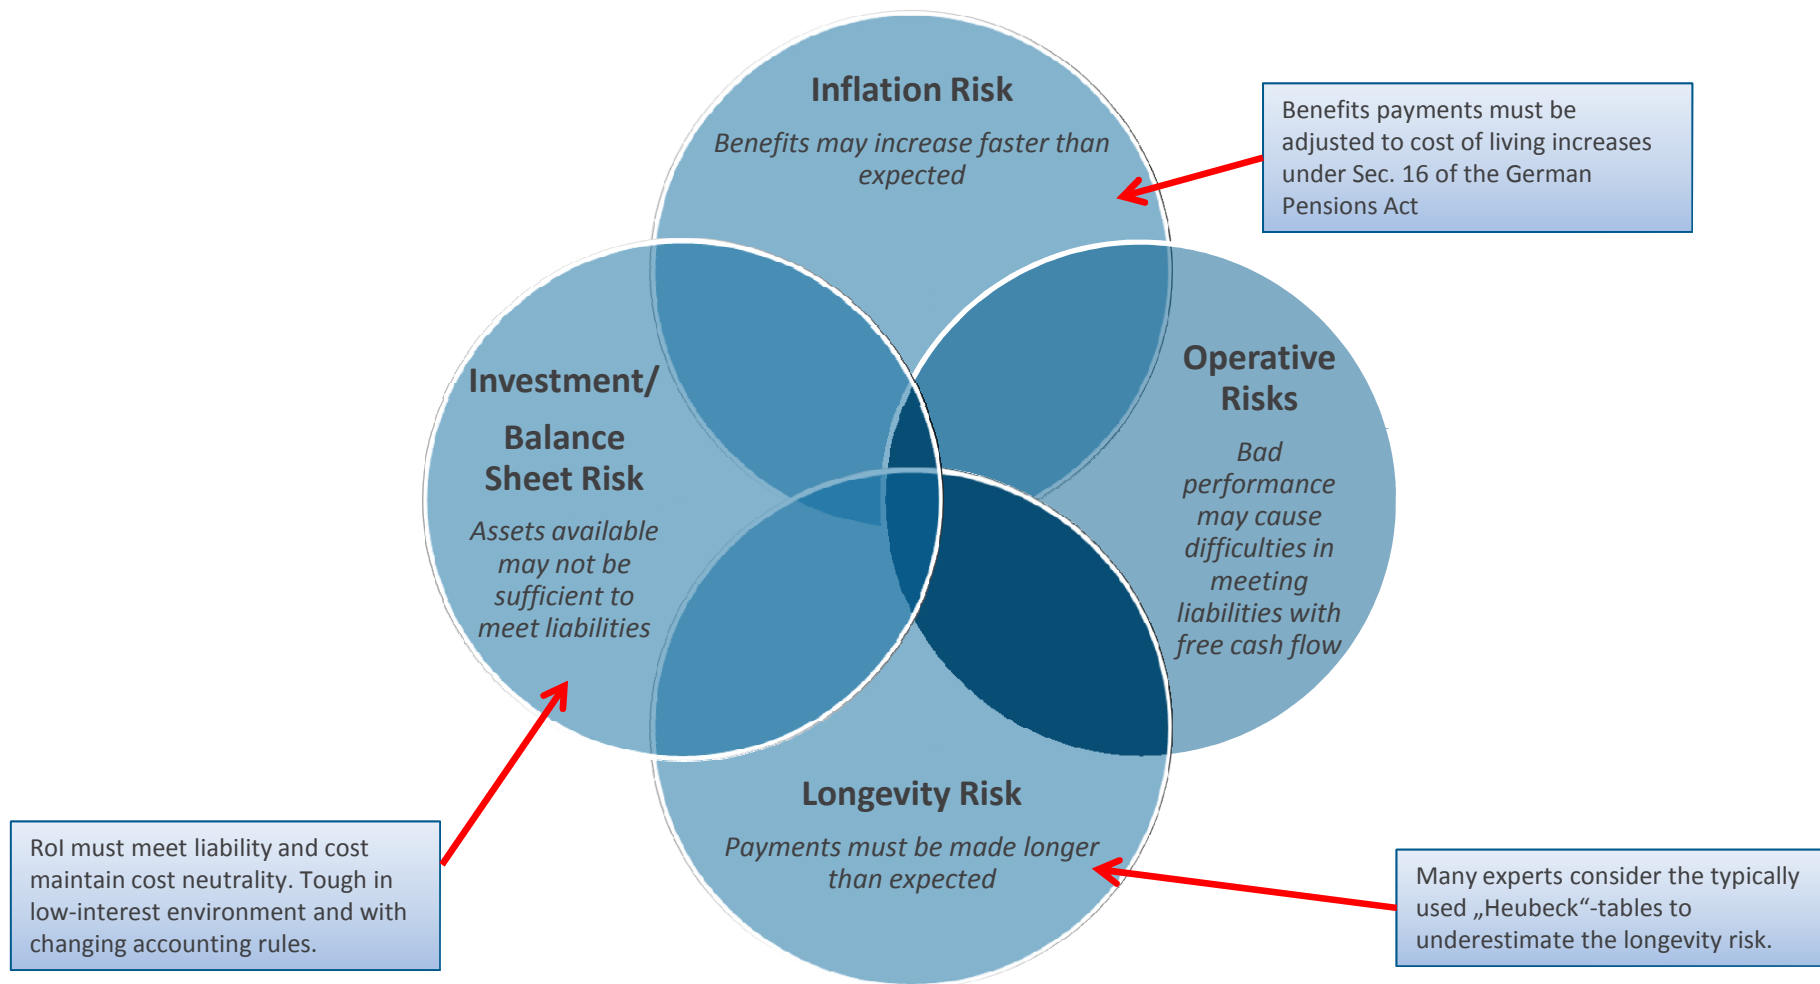 Inflation Risk
Benefits may increase faster than
expected
Benefits payments must be
adjusted to cost of living increases
under Sec. 16 of the German
Pensions Act
Investment/
Balance
Sheet Risk
Assets available
may not be
sufficient to
meet liabilities
Operative
Risks
Bad
performance
may cause
difficulties in
meeting
liabilities with
free cash flow
Longevity Risk
Payments must be made longer
than expected
RoI must meet liability and cost
maintain cost neutrality. Tough in
low-interest environment and with
changing accounting rules.
Many experts consider the typically
used „Heubeck“-tables to
underestimate the longevity risk.